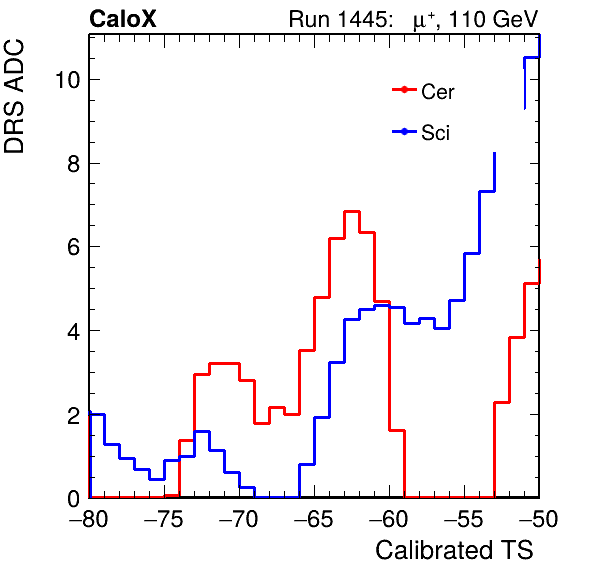 CaloX
Run 1445: μ⁺, 110 GeV
DRS ADC
10
8
6
4
2
0
Cer
Sci
−80 −75 −70 −65 −60 −55 −50
Calibrated TS